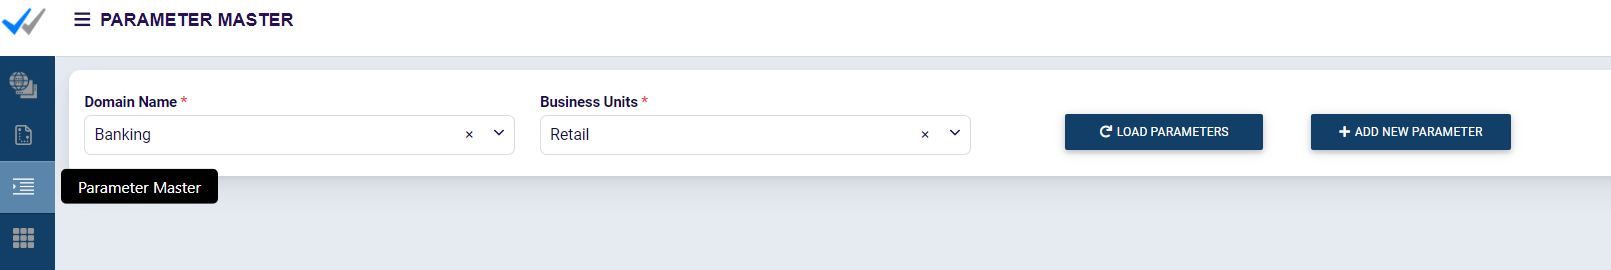 PARAMETER MASTER
Domain Name *
Business Units *
Banking × 
Retail ×
LOAD PARAMETERS
ADD NEW PARAMETER
Parameter Master